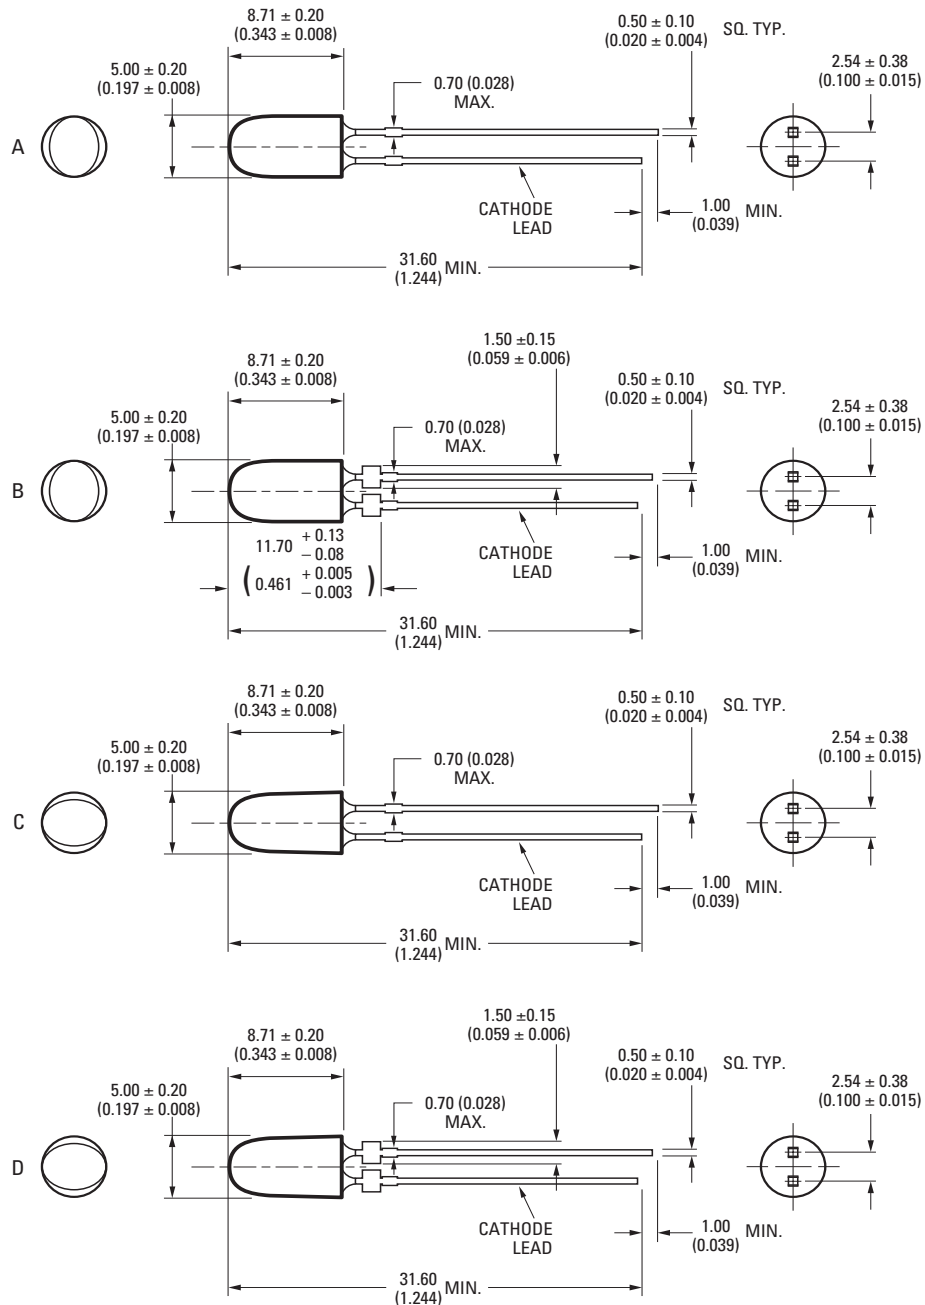 8.71 ± 0.20
(0.343 ± 0.008)
0.50 ± 0.10
(0.020 ± 0.004)
SQ. TYP.
5.00 ± 0.20
(0.197 ± 0.008)
0.70 (0.028)
MAX.
2.54 ± 0.38
(0.100 ± 0.015)
A
CATHODE
LEAD
1.00
(0.039)
MIN.
31.60
(1.244)
MIN.
1.50 ±0.15
(0.059 ± 0.006)
8.71 ± 0.20
(0.343 ± 0.008)
0.50 ± 0.10
(0.020 ± 0.004)
SQ. TYP.
5.00 ± 0.20
(0.197 ± 0.008)
0.70 (0.028)
MAX.
2.54 ± 0.38
(0.100 ± 0.015)
B
11.70 + 0.13
− 0.08
(0.461 + 0.005
− 0.003)
CATHODE
LEAD
1.00
(0.039)
MIN.
31.60
(1.244)
MIN.
8.71 ± 0.20
(0.343 ± 0.008)
0.50 ± 0.10
(0.020 ± 0.004)
SQ. TYP.
5.00 ± 0.20
(0.197 ± 0.008)
0.70 (0.028)
MAX.
2.54 ± 0.38
(0.100 ± 0.015)
C
CATHODE
LEAD
1.00
(0.039)
MIN.
31.60
(1.244)
MIN.
1.50 ±0.15
(0.059 ± 0.006)
8.71 ± 0.20
(0.343 ± 0.008)
0.50 ± 0.10
(0.020 ± 0.004)
SQ. TYP.
5.00 ± 0.20
(0.197 ± 0.008)
0.70 (0.028)
MAX.
2.54 ± 0.38
(0.100 ± 0.015)
D
CATHODE
LEAD
1.00
(0.039)
MIN.
31.60
(1.244)
MIN.